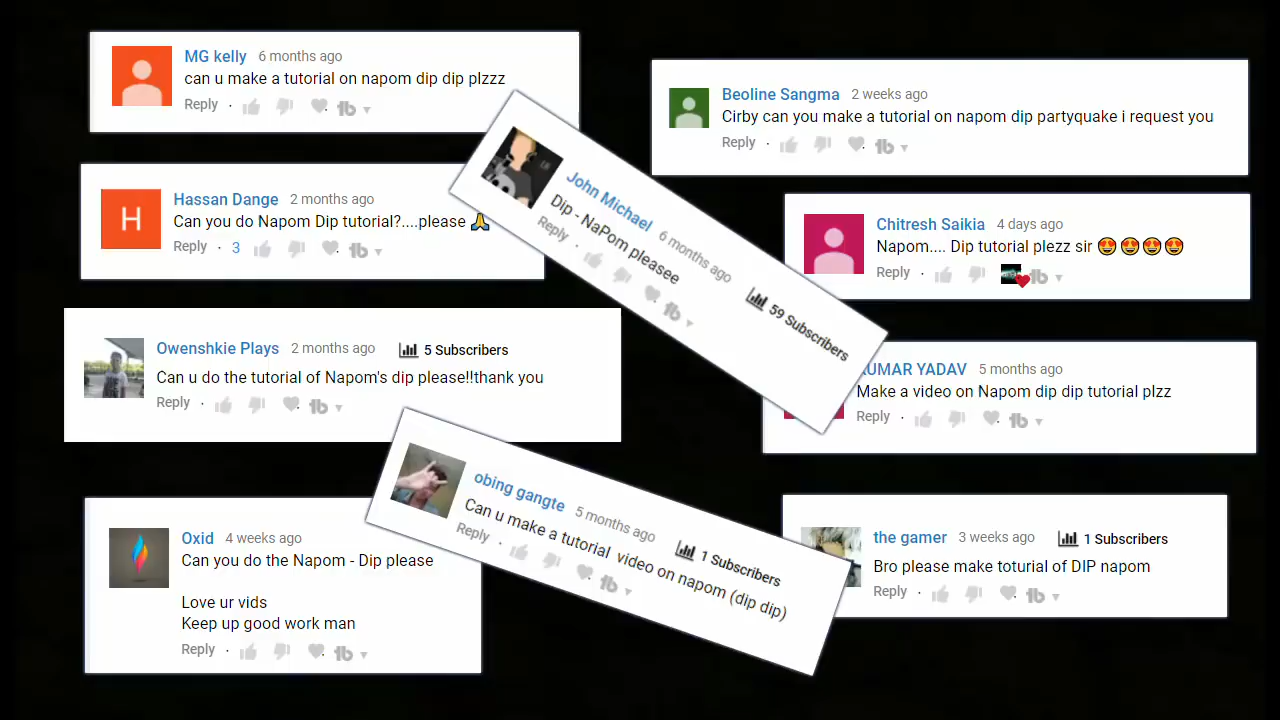 MG kelly 6 months ago
can u make a tutorial on napom dip dip plzzz
Reply
Beoline Sangma 2 weeks ago
Cirby can you make a tutorial on napom dip partyquake i request you
Reply
John Michael 6 months ago 59 Subscribers
Dip - NaPom pleasee
Reply
H
Hassan Dange 2 months ago
Can you do Napom Dip tutorial?....please 🙏
Reply 3
Chitresh Saikia 4 days ago
Napom.... Dip tutorial plezz sir 😍😍😍😍
Reply
Owenshkie Plays 2 months ago 5 Subscribers
Can u do the tutorial of Napom's dip please!!thank you
Reply
YADAV 5 months ago
Make a video on Napom dip dip tutorial plzz
Reply
obing gangte 5 months ago 1 Subscribers
Can u make a tutorial video on napom (dip dip)
Reply
Oxid 4 weeks ago
Can you do the Napom - Dip please
Love ur vids
Keep up good work man
Reply
the gamer 3 weeks ago 1 Subscribers
Bro please make toturial of DIP napom
Reply